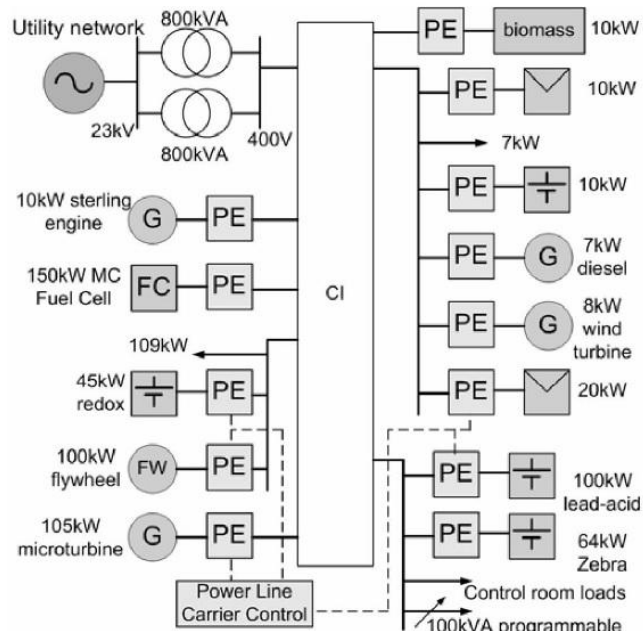 Utility network
800kVA
800kVA
23kV
400V
PE
biomass
10kW
PE
10kW
7kW
10kW sterling
engine
G
PE
PE
10kW
150kW MC
Fuel Cell
FC
PE
CI
PE
G
7kW
diesel
109kW
PE
G
8kW
wind
turbine
45kW
redox
PE
PE
20kW
100kW
flywheel
FW
PE
PE
100kW
lead-acid
105kW
microturbine
G
PE
PE
64kW
Zebra
Power Line
Carrier Control
Control room loads
100kVA programmable